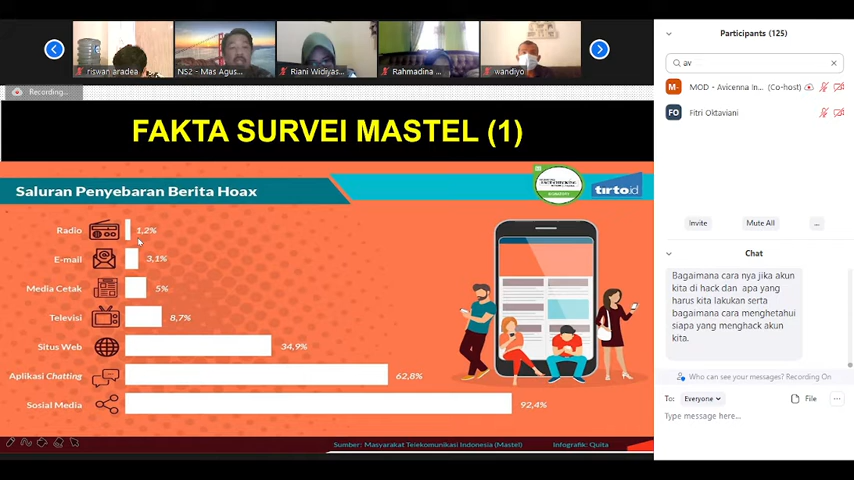 riswan aradea
NS2 - Mas Agus...
Riani Widiyas...
Rahmadina ...
wandiyo
Recording...
FAKTA SURVEI MASTEL (1)
Saluran Penyebaran Berita Hoax
tirto.id
Radio
1,2%
E-mail
3,1%
Media Cetak
5%
Televisi
8,7%
Situs Web
34,9%
Aplikasi Chatting
62,8%
Sosial Media
92,4%
Sumber: Masyarakat Telekomunikasi Indonesia (Mastel)
Infografik: Quita
Participants (125)
av
M-
MOD - Avicenna In... (Co-host)
FO
Fitri Oktaviani
Invite
Mute All
...
Chat
Bagaimana cara nya jika akun
kita di hack dan apa yang
harus kita lakukan serta
bagaimana cara menghetahui
siapa yang menghack akun
kita.
Who can see your messages? Recording On
To:
Everyone
File
...
Type message here...